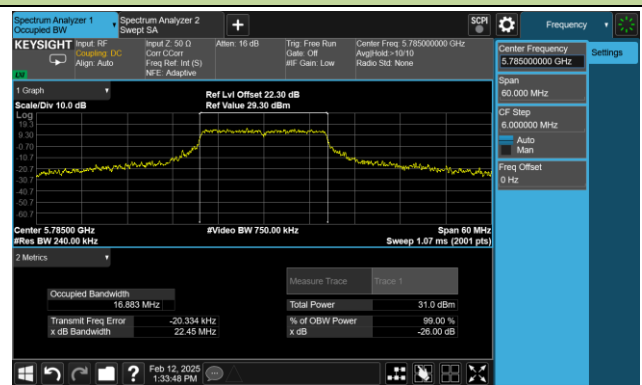 Spectrum Analyzer 1
Occupied BW
Spectrum Analyzer 2
Swept SA
+
SCPI
Frequency
KEYSIGHT
Input: RF
Coupling: DC
Align: Auto
Input Z: 50 Ω
Corr CCorr
Freq Ref: Int (S)
NFE: Adaptive
Atten: 16 dB
Trig: Free Run
Gate: Off
#IF Gain: Low
Center Freq: 5.785000000 GHz
Avg|Hold:>10/10
Radio Std: None
LXI
Center Frequency
5.785000000 GHz
Settings
Span
60.000 MHz
CF Step
6.000000 MHz
Auto
Man
Freq Offset
0 Hz
1 Graph
Scale/Div 10.0 dB
Ref Lvl Offset 22.30 dB
Ref Value 29.30 dBm
Log
19.3
9.30
-0.70
-10.7
-20.7
-30.7
-40.7
-50.7
-60.7
Center 5.78500 GHz
#Res BW 240.00 kHz
#Video BW 750.00 kHz
Span 60 MHz
Sweep 1.07 ms (2001 pts)
2 Metrics
Measure Trace
Trace 1
Occupied Bandwidth
16.883 MHz
Total Power
31.0 dBm
Transmit Freq Error
-20.334 kHz
% of OBW Power
99.00 %
x dB Bandwidth
22.45 MHz
x dB
-26.00 dB
?
Feb 12, 2025
1:33:48 PM